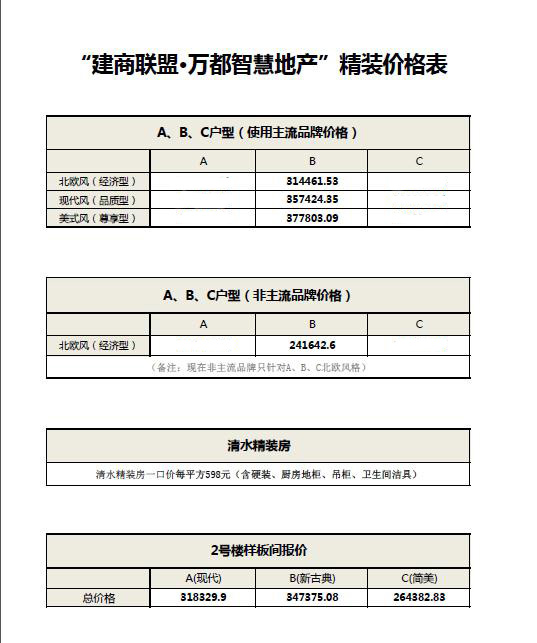 “建商联盟·万都智慧地产”精装价格表
A、B、C户型（使用主流品牌价格）
A B C
北欧风（经济型） 314461.53
现代风（品质型） 357424.35
美式风（尊享型） 377803.09
A、B、C户型（非主流品牌价格）
A B C
北欧风（经济型） 241642.6
（备注：现在非主流品牌只针对A、B、C北欧风格）
清水精装房
清水精装房一口价每平方598元（含硬装、厨房地柜、吊柜、卫生间洁具）
2号楼样板间报价
A(现代) B(新古典) C(简美)
总价格 318329.9 347375.08 264382.83